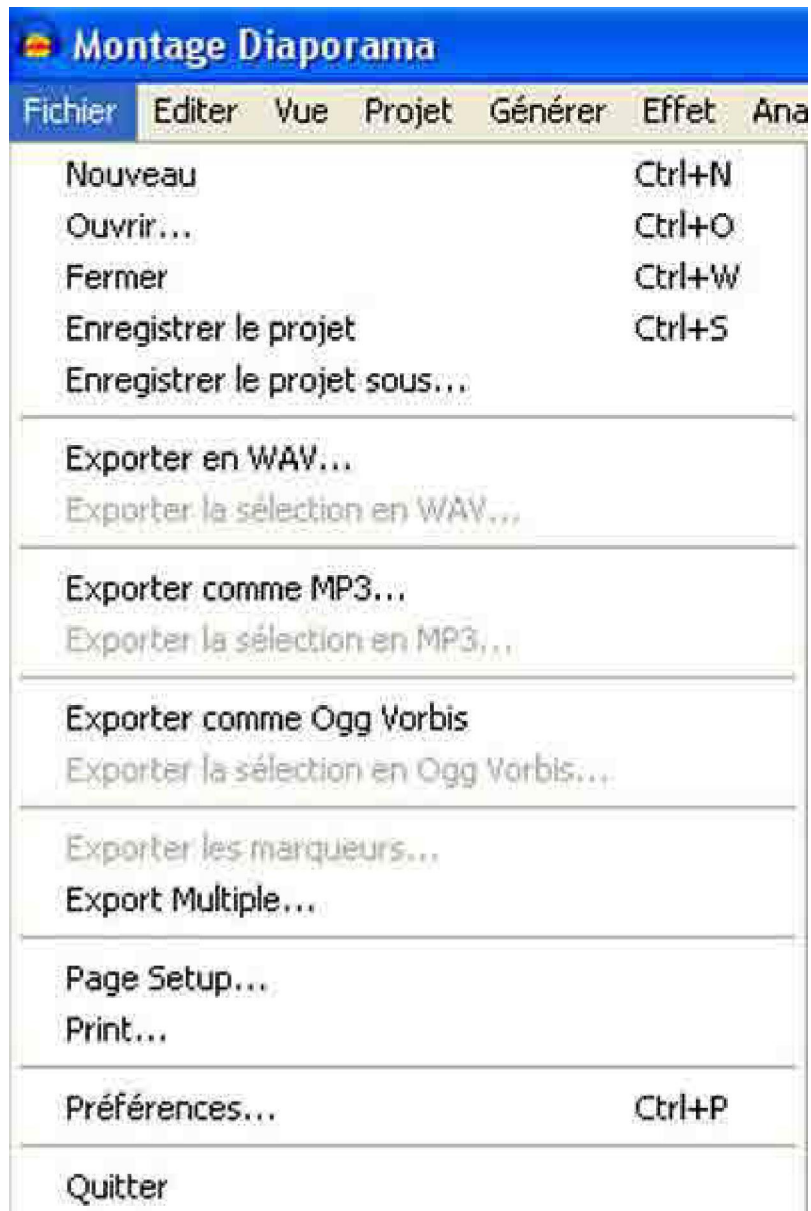 Montage Diaporama
Fichier Editer Vue Projet Générer Effet Ana
Nouveau Ctrl+N
Ouvrir... Ctrl+O
Fermer Ctrl+W
Enregistrer le projet Ctrl+S
Enregistrer le projet sous...
Exporter en WAV...
Exporter la sélection en WAV...
Exporter comme MP3...
Exporter la sélection en MP3...
Exporter comme Ogg Vorbis
Exporter la sélection en Ogg Vorbis...
Exporter les marqueurs...
Export Multiple...
Page Setup...
Print...
Préférences... Ctrl+P
Quitter